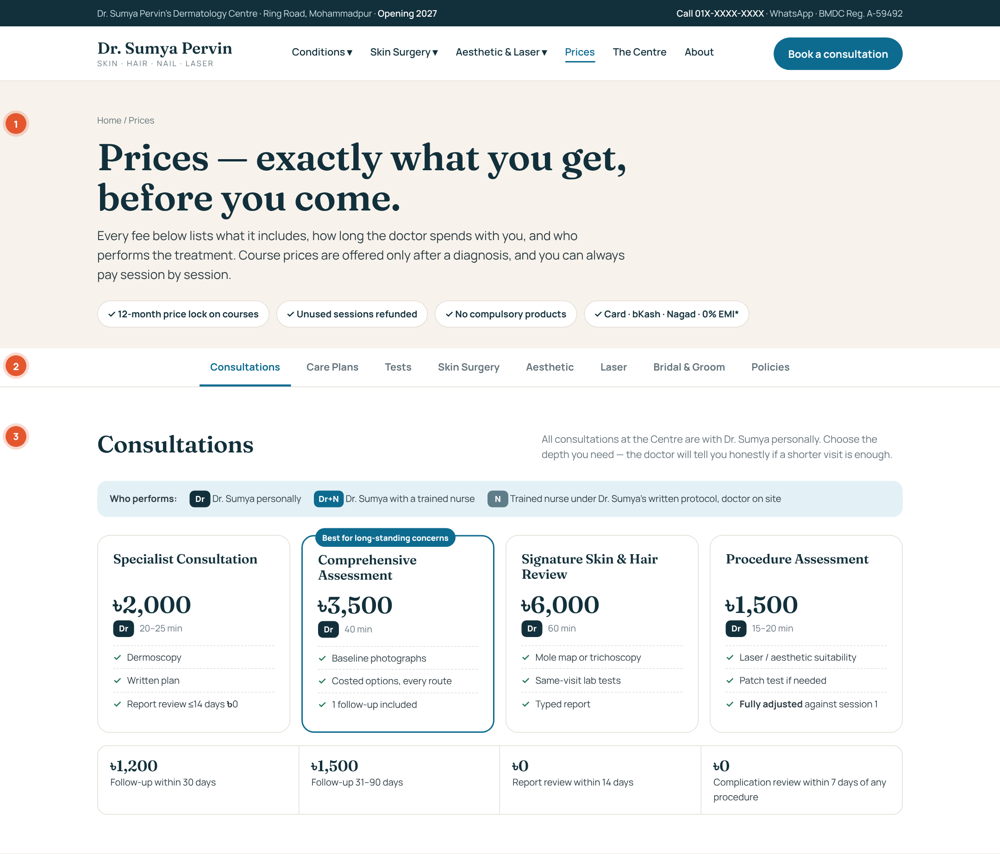 Dr. Sumya Pervin's Dermatology Centre · Ring Road, Mohammadpur · Opening 2027
Call 01X-XXXX-XXXX · WhatsApp · BMDC Reg. A-59492
Dr. Sumya Pervin
SKIN · HAIR · NAIL · LASER
Conditions ▾ Skin Surgery ▾ Aesthetic & Laser ▾ Prices The Centre About
Book a consultation
1
Home / Prices
Prices — exactly what you get,
before you come.
Every fee below lists what it includes, how long the doctor spends with you, and who
performs the treatment. Course prices are offered only after a diagnosis, and you can always
pay session by session.
✓ 12-month price lock on courses
✓ Unused sessions refunded
✓ No compulsory products
✓ Card · bKash · Nagad · 0% EMI*
2
Consultations Care Plans Tests Skin Surgery Aesthetic Laser Bridal & Groom Policies
3
Consultations
All consultations at the Centre are with Dr. Sumya personally. Choose the
depth you need — the doctor will tell you honestly if a shorter visit is enough.
Who performs: Dr Dr. Sumya personally Dr+N Dr. Sumya with a trained nurse N Trained nurse under Dr. Sumya's written protocol, doctor on site
Specialist Consultation
৳2,000
Dr 20–25 min
✓ Dermoscopy
✓ Written plan
✓ Report review ≤14 days ৳0
Best for long-standing concerns
Comprehensive
Assessment
৳3,500
Dr 40 min
✓ Baseline photographs
✓ Costed options, every route
✓ 1 follow-up included
Signature Skin & Hair
Review
৳6,000
Dr 60 min
✓ Mole map or trichoscopy
✓ Same-visit lab tests
✓ Typed report
Procedure Assessment
৳1,500
Dr 15–20 min
✓ Laser / aesthetic suitability
✓ Patch test if needed
✓ Fully adjusted against session 1
৳1,200
Follow-up within 30 days
৳1,500
Follow-up 31–90 days
৳0
Report review within 14 days
৳0
Complication review within 7 days of any
procedure